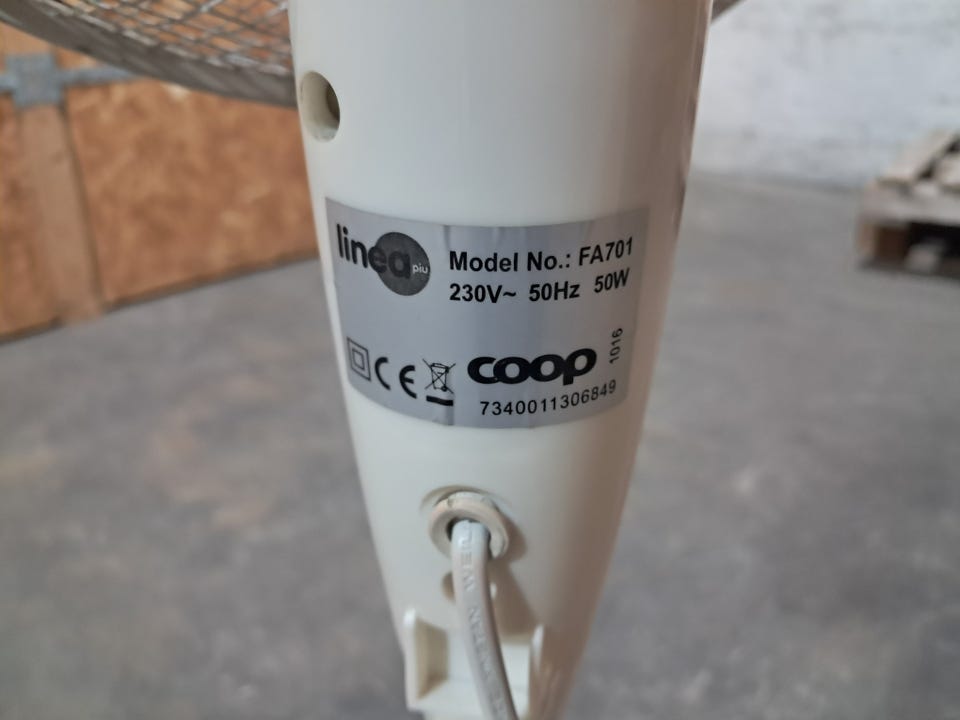 linea piu
Model No.: FA701
230V~ 50Hz 50W
CE
coop
1016
7340011306849